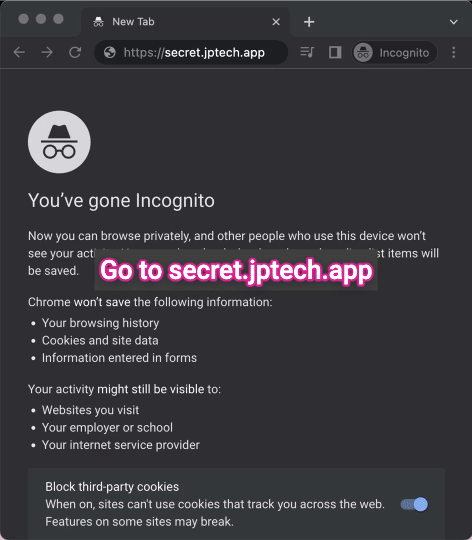 New Tab
https://secret.jptech.app
Incognito
You've gone Incognito
Now you can browse privately, and other people who use this device won't
see your
items will
be saved.
Go to secret.jptech.app
Chrome won't save the following information:
• Your browsing history
• Cookies and site data
• Information entered in forms
Your activity might still be visible to:
• Websites you visit
• Your employer or school
• Your internet service provider
Block third-party cookies
When on, sites can't use cookies that track you across the web.
Features on some sites may break.